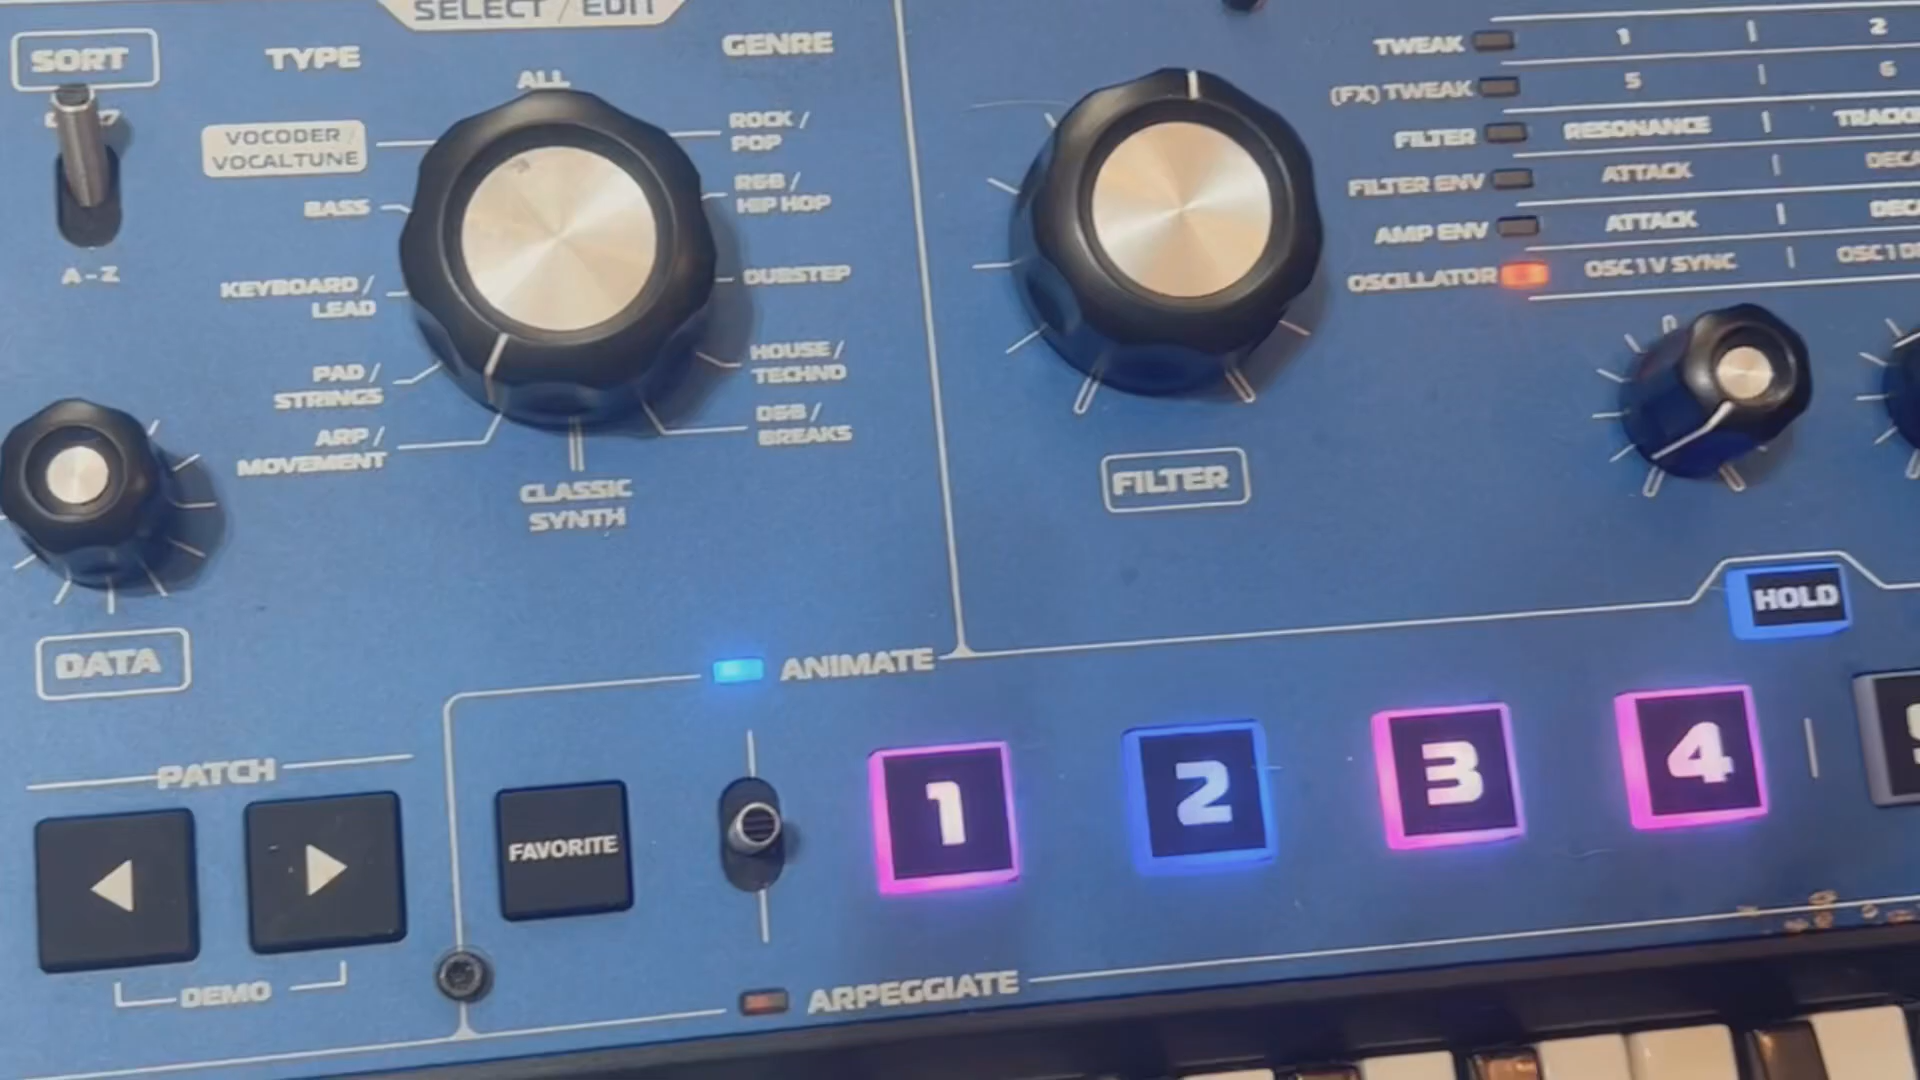 SELECT / EDIT
SORT
A - Z
TYPE
ALL
GENRE
VOCODER /
VOCALTUNE
BASS
KEYBOARD /
LEAD
PAD /
STRINGS
ARP /
MOVEMENT
CLASSIC
SYNTH
ROCK /
POP
R&B /
HIP HOP
DUBSTEP
HOUSE /
TECHNO
D&B /
BREAKS
DATA
FILTER
TWEAK 1 | 2
(FX) TWEAK 5 | 6
FILTER RESONANCE |
FILTER ENV ATTACK |
AMP ENV ATTACK |
OSCILLATOR OSC 1 V SYNC |
HOLD
ANIMATE
PATCH
DEMO
FAVORITE
1 2 3 4
ARPEGGIATE